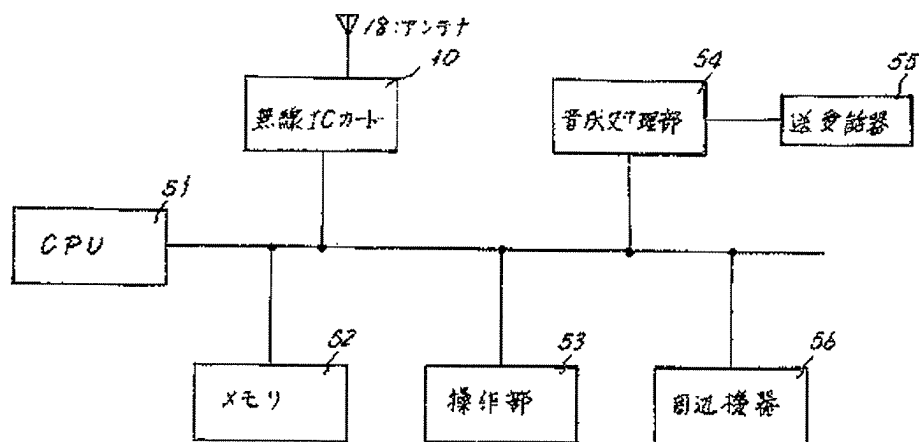 18:アンテナ
10
無線ICカード
54
音声処理部
55
送受話器
51
CPU
52
メモリ
53
操作部
56
周辺機器